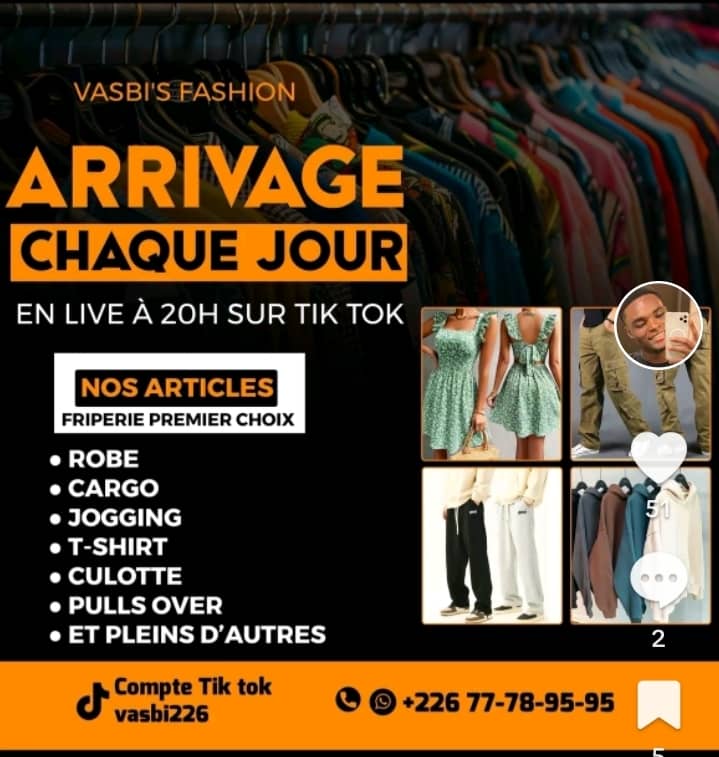 VASBI'S FASHION
ARRIVAGE
CHAQUE JOUR
EN LIVE À 20H SUR TIK TOK
NOS ARTICLES
FRIPERIE PREMIER CHOIX
• ROBE
• CARGO
• JOGGING
• T-SHIRT
• CULOTTE
• PULLS OVER
• ET PLEINS D'AUTRES
51
2
Compte Tik tok
vasbi226
+226 77-78-95-95